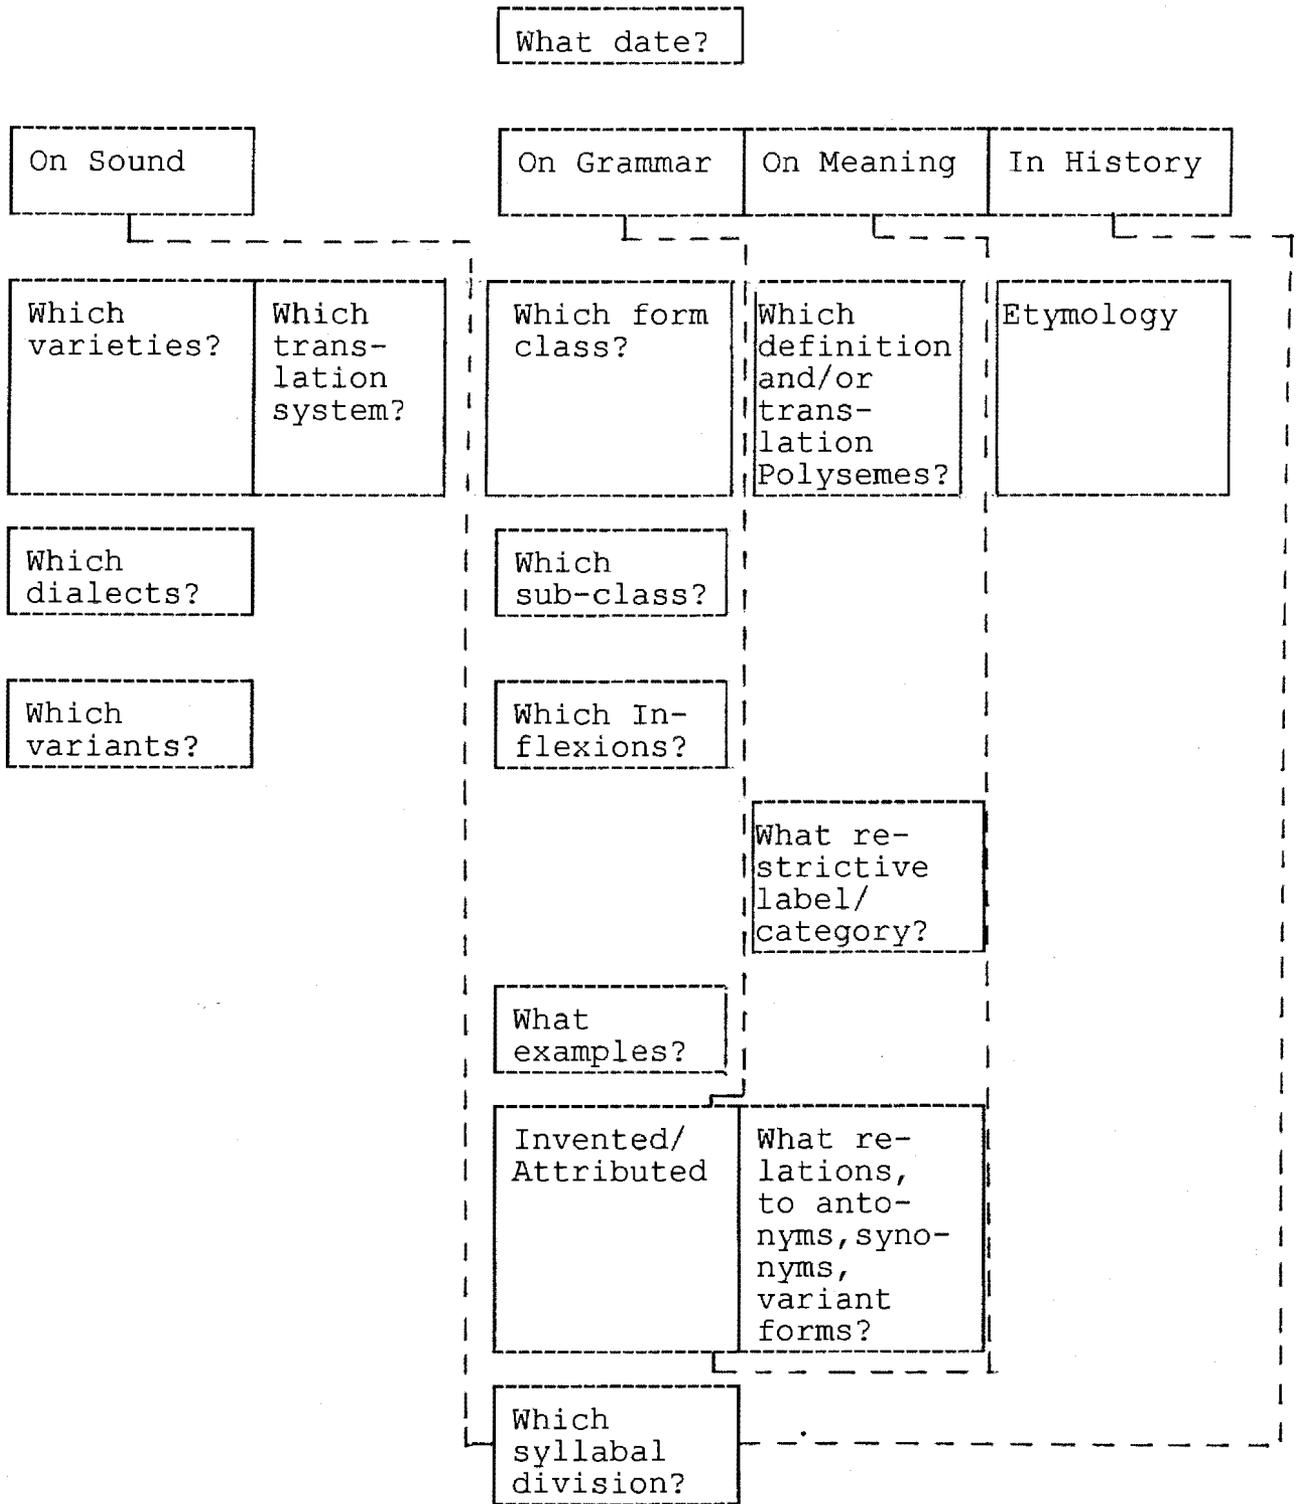 What date?
On Sound
On Grammar
On Meaning
In History
Which
varieties?
Which
trans-
lation
system?
Which form
class?
Which
definition
and/or
trans-
lation
Polysemes?
Etymology
Which
dialects?
Which
sub-class?
Which
variants?
Which In-
flexions?
What re-
strictive
label/
category?
What
examples?
Invented/
Attributed
What re-
lations,
to anto-
nyms,syno-
nyms,
variant
forms?
Which
syllabal
division?